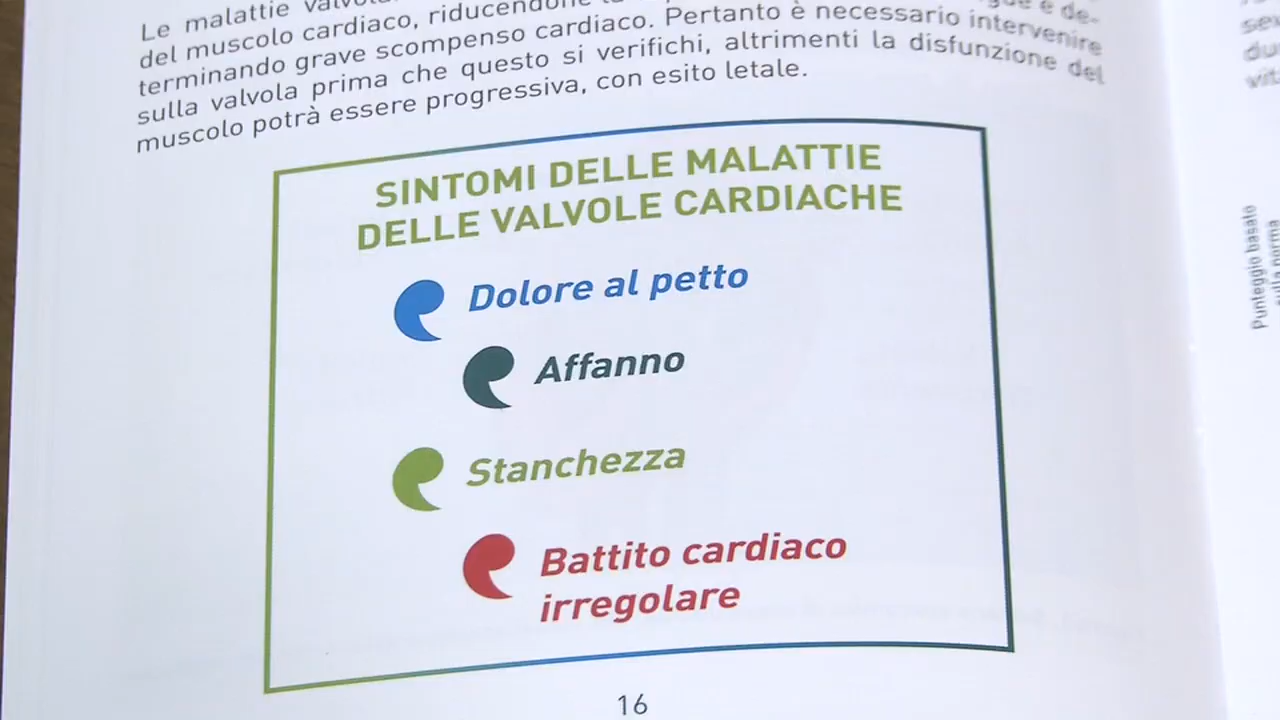 Le malattie
del muscolo cardiaco, riducendone
terminando grave scompenso cardiaco. Pertanto è necessario intervenire
sulla valvola prima che questo si verifichi, altrimenti la disfunzione del
muscolo potrà essere progressiva, con esito letale.
SINTOMI DELLE MALATTIE
DELLE VALVOLE CARDIACHE
Dolore al petto
Affanno
Stanchezza
Battito cardiaco
irregolare
16
Punteggio basato